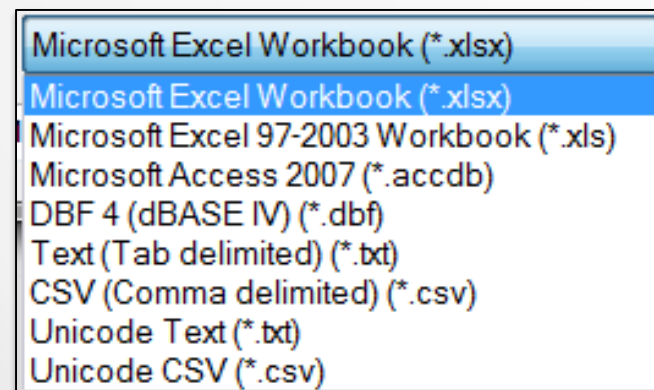 Microsoft Excel Workbook (*.xlsx)
Microsoft Excel Workbook (*.xlsx)
Microsoft Excel 97-2003 Workbook (*.xls)
Microsoft Access 2007 (*.accdb)
DBF 4 (dBASE IV) (*.dbf)
Text (Tab delimited) (*.txt)
CSV (Comma delimited) (*.csv)
Unicode Text (*.txt)
Unicode CSV (*.csv)